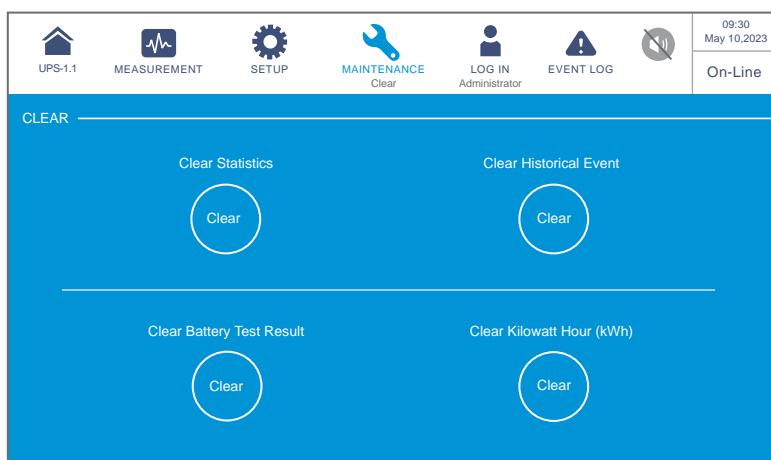 09:30
May 10,2023
UPS-1.1 MEASUREMENT SETUP MAINTENANCE LOG IN EVENT LOG
Clear Administrator
On-Line
CLEAR
Clear Statistics Clear Historical Event
Clear Clear
Clear Battery Test Result Clear Kilowatt Hour (kWh)
Clear Clear